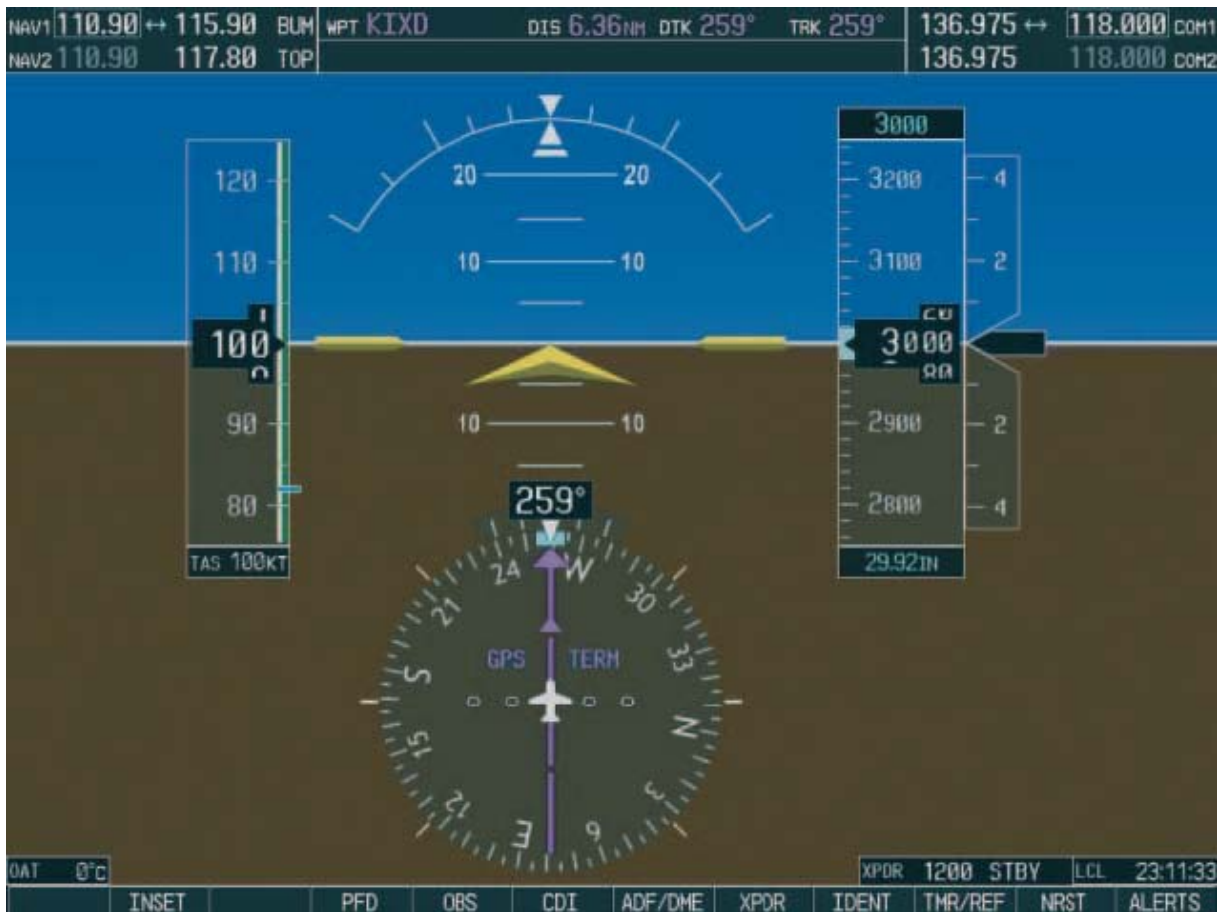 NAV1 110.90 ↔ 115.90 BUM WPT KIXD DIS 6.36NM DTK 259° TRK 259° 136.975 ↔ 118.000 COM1
NAV2 110.90 117.80 TOP 136.975 118.000 COM2
3000
20 20
120 3200 4
10 10
110 3100 2
100 3000
80
10 10
90 2900 2
259°
80 2800 4
TAS 100KT 29.92IN
24 W
21 30
GPS TERM
S 33
15 N
12 3
E 6
OAT 0°C XPDR 1200 STBY LCL 23:11:33
INSET PFD OBS CDI ADF/DME XPDR IDENT TMR/REF NRST ALERTS